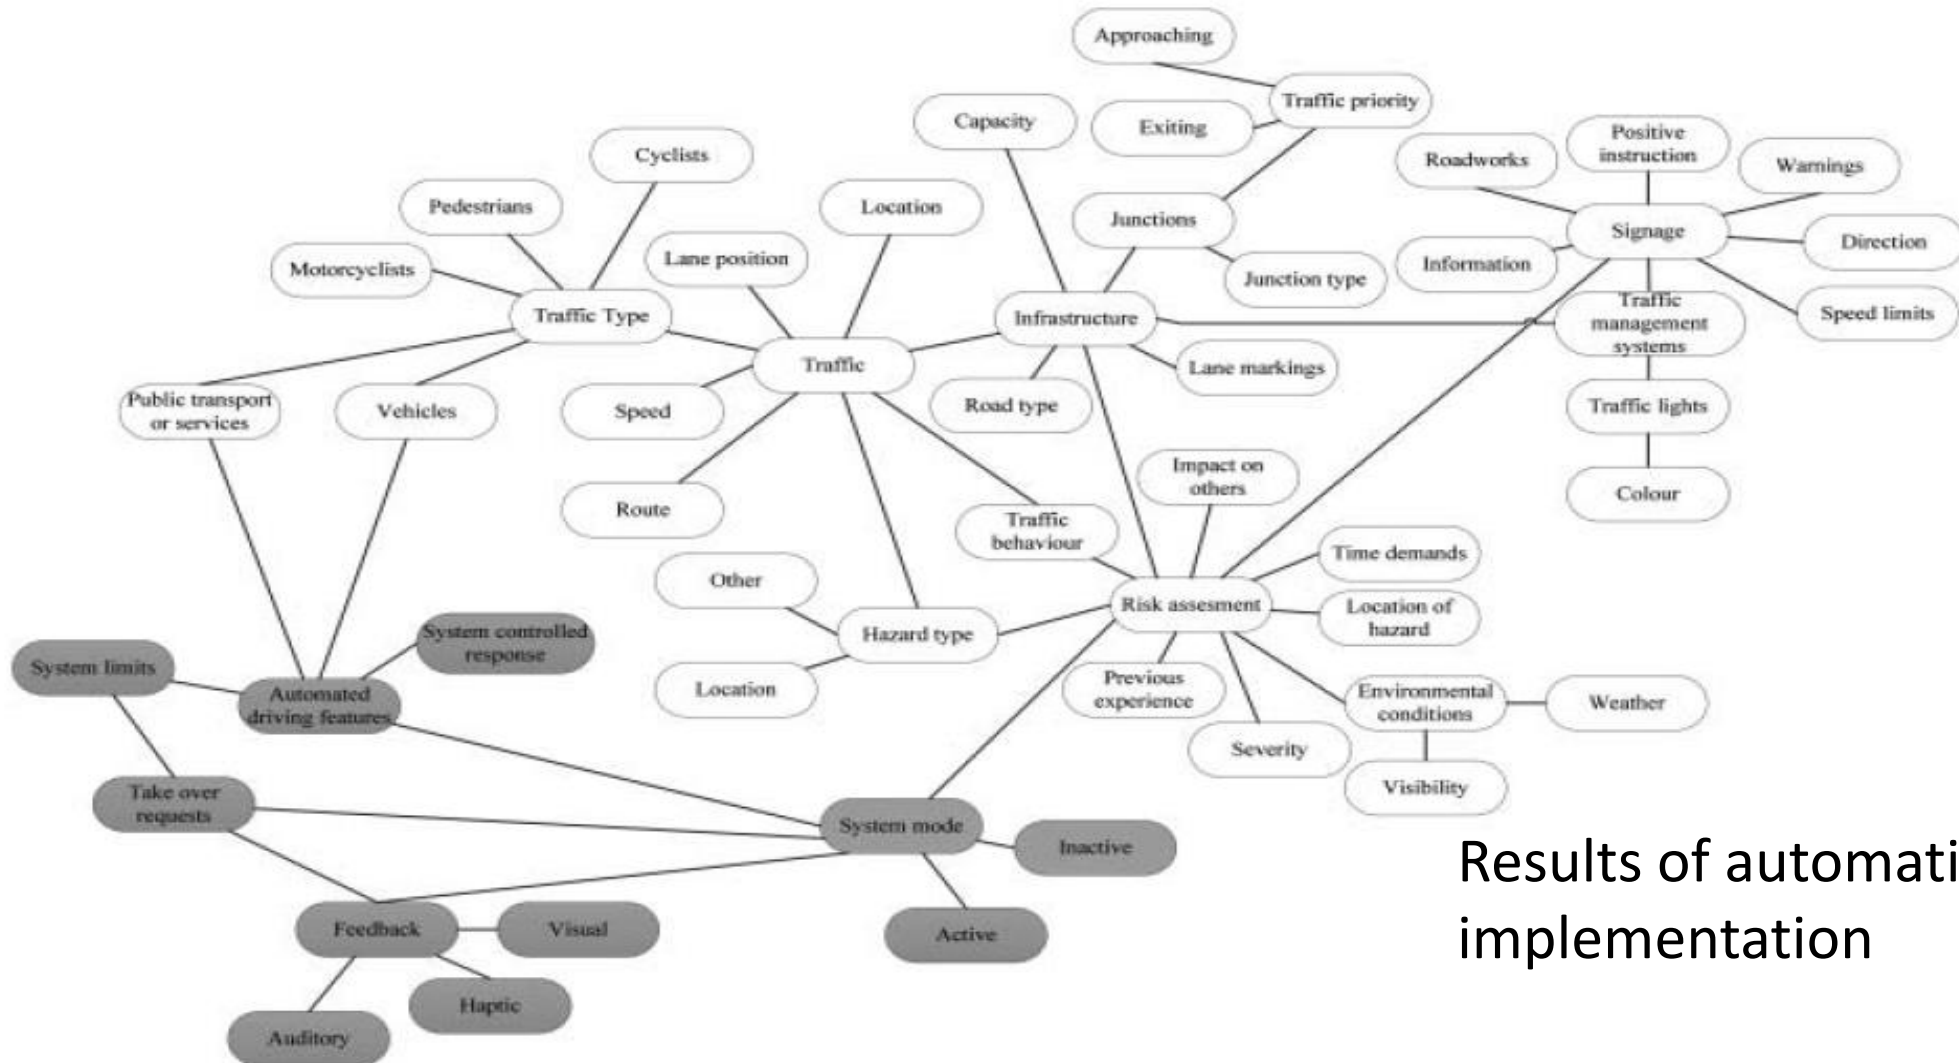 Approaching
Traffic priority
Capacity
Exiting
Positive
instruction
Cyclists
Roadworks
Warnings
Pedestrians
Location
Junctions
Signage
Direction
Lane position
Motorcyclists
Information
Junction type
Traffic Type
Infrastructure
Traffic
management
systems
Speed limits
Traffic
Lane markings
Public transport
or services
Vehicles
Speed
Road type
Traffic lights
Impact on
others
Colour
Route
Traffic
behaviour
Time demands
Other
Risk assesment
Location of
hazard
System controlled
response
Hazard type
System limits
Automated
driving features
Location
Previous
experience
Environmental
conditions
Weather
Severity
Visibility
Take over
requests
System mode
Inactive
Results of automati
implementation
Feedback
Visual
Active
Haptic
Auditory